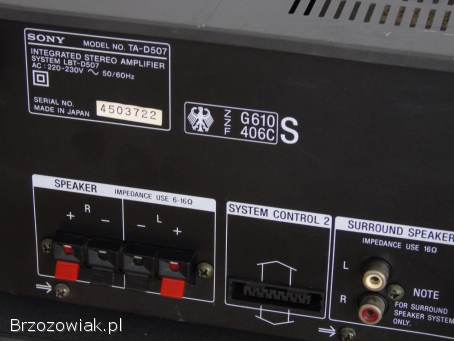 SONY MODEL NO. TA-D507
INTEGRATED STEREO AMPLIFIER
SYSTEM LBT-D507
AC: 220-230V ~ 50/60Hz
SERIAL NO. 4503722
MADE IN JAPAN
Z G610
Z
F 406C
S
SPEAKER IMPEDANCE USE 6-16Ω
+ R - - L +
SYSTEM CONTROL 2
SURROUND SPEAKER
IMPEDANCE USE 16Ω
L
R
NOTE
FOR SURROUND
SPEAKER SYSTEM
ONLY.
Brzozowiak.pl